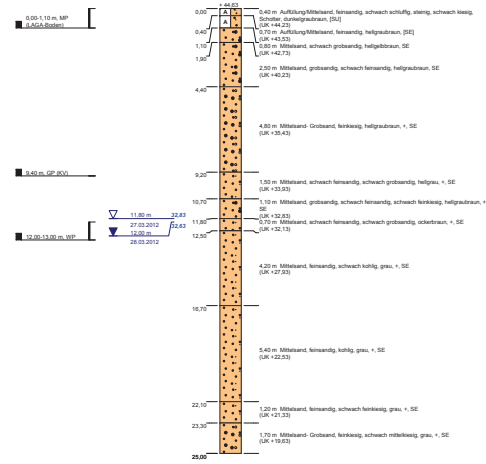 + 44,63
0,00
0,40 m Auffüllung/Mittelsand, feinsandig, schwach schluffig, steinig, schwach kiesig,
Schotter, dunkelgraubraun, [SU]
(UK +44,23)
0,00-1,10 m, MP
(LAGA-Boden)
A
A
0,40
0,70 m Auffüllung/Mittelsand, feinsandig, hellgraubraun, [SE]
(UK +43,53)
1,10
0,80 m Mittelsand, schwach grobsandig, hellgelbbraun, SE
(UK +42,73)
1,90
2,50 m Mittelsand, grobsandig, schwach feinsandig, hellgraubraun, SE
(UK +40,23)
4,40
4,80 m Mittelsand- Grobsand, feinkiesig, hellgraubraun, +, SE
(UK +35,43)
9,20
9,40 m, GP (KV)
1,50 m Mittelsand, schwach feinsandig, schwach grobsandig, hellgrau, +, SE
(UK +33,93)
10,70
1,10 m Mittelsand, grobsandig, schwach feinsandig, schwach feinkiesig, hellgraubraun, +
SE
(UK +32,83)
11,80 m 32,83
27.03.2012
11,80
0,70 m Mittelsand, schwach feinsandig, schwach grobsandig, ockerbraun, +, SE
(UK +32,13)
12,00 m 32,63
28.03.2012
12,50
12,00-13,00 m, WP
4,20 m Mittelsand, feinsandig, schwach kohlig, grau, +, SE
(UK +27,93)
16,70
5,40 m Mittelsand, feinsandig, kohlig, grau, +, SE
(UK +22,53)
22,10
1,20 m Mittelsand, feinsandig, schwach feinkiesig, grau, +, SE
(UK +21,33)
23,30
1,70 m Mittelsand- Grobsand, feinkiesig, schwach mittelkiesig, grau, +, SE
(UK +19,63)
25,00